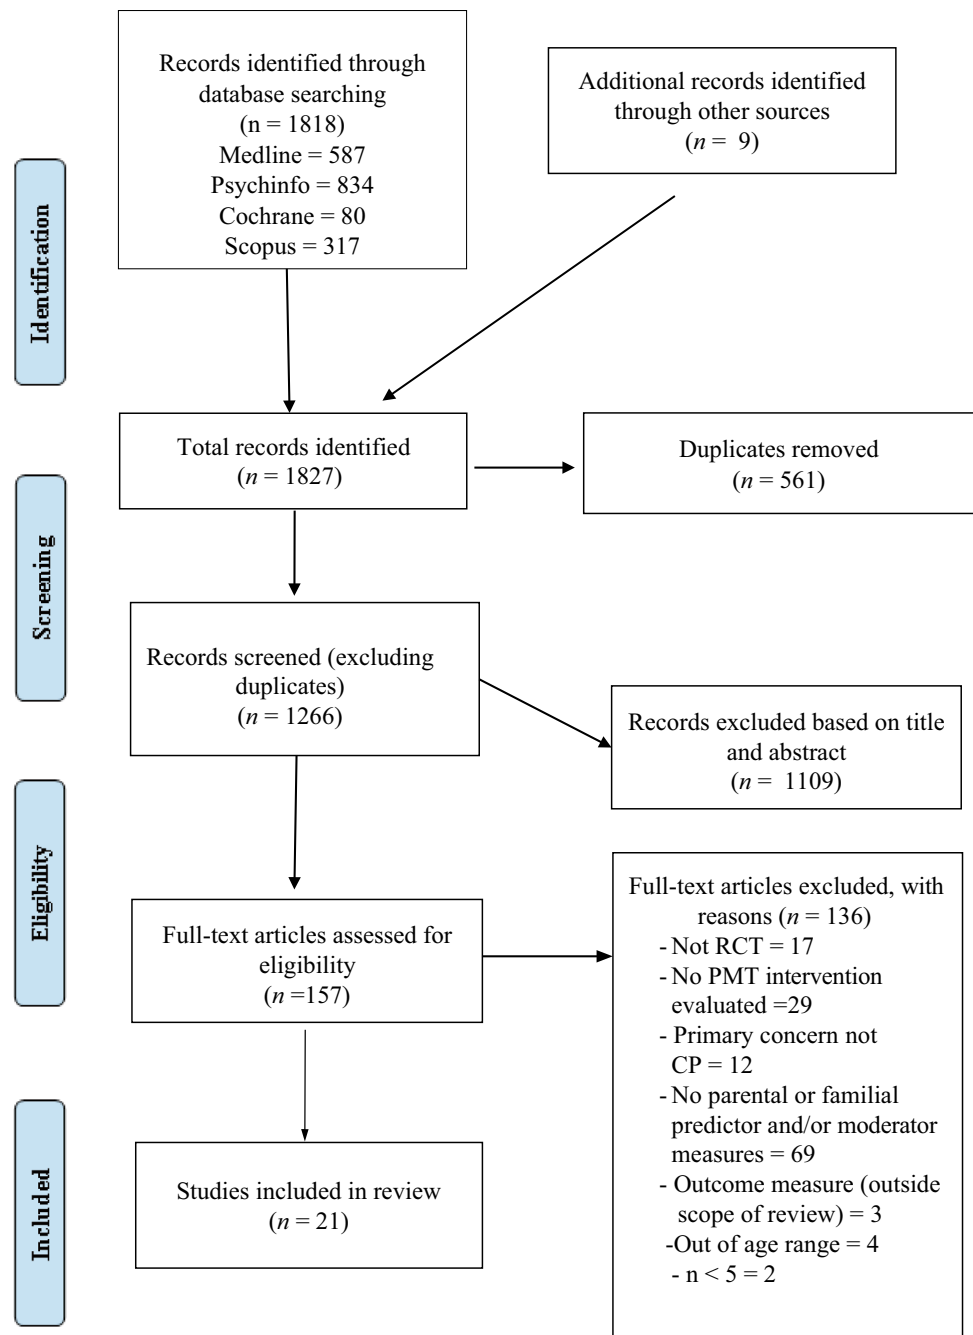 Records identified through
database searching
(n = 1818)
Medline = 587
Psychinfo = 834
Cochrane = 80
Scopus = 317
Additional records identified
through other sources
(n = 9)
Identification
Total records identified
(n = 1827)
Duplicates removed
(n = 561)
Screening
Records screened (excluding
duplicates)
(n = 1266)
Records excluded based on title
and abstract
(n = 1109)
Eligibility
Full-text articles assessed for
eligibility
(n =157)
Full-text articles excluded, with
reasons (n = 136)
- Not RCT = 17
- No PMT intervention
evaluated =29
- Primary concern not
CP = 12
- No parental or familial
predictor and/or moderator
measures = 69
- Outcome measure (outside
scope of review) = 3
-Out of age range = 4
- n < 5 = 2
Included
Studies included in review
(n = 21)